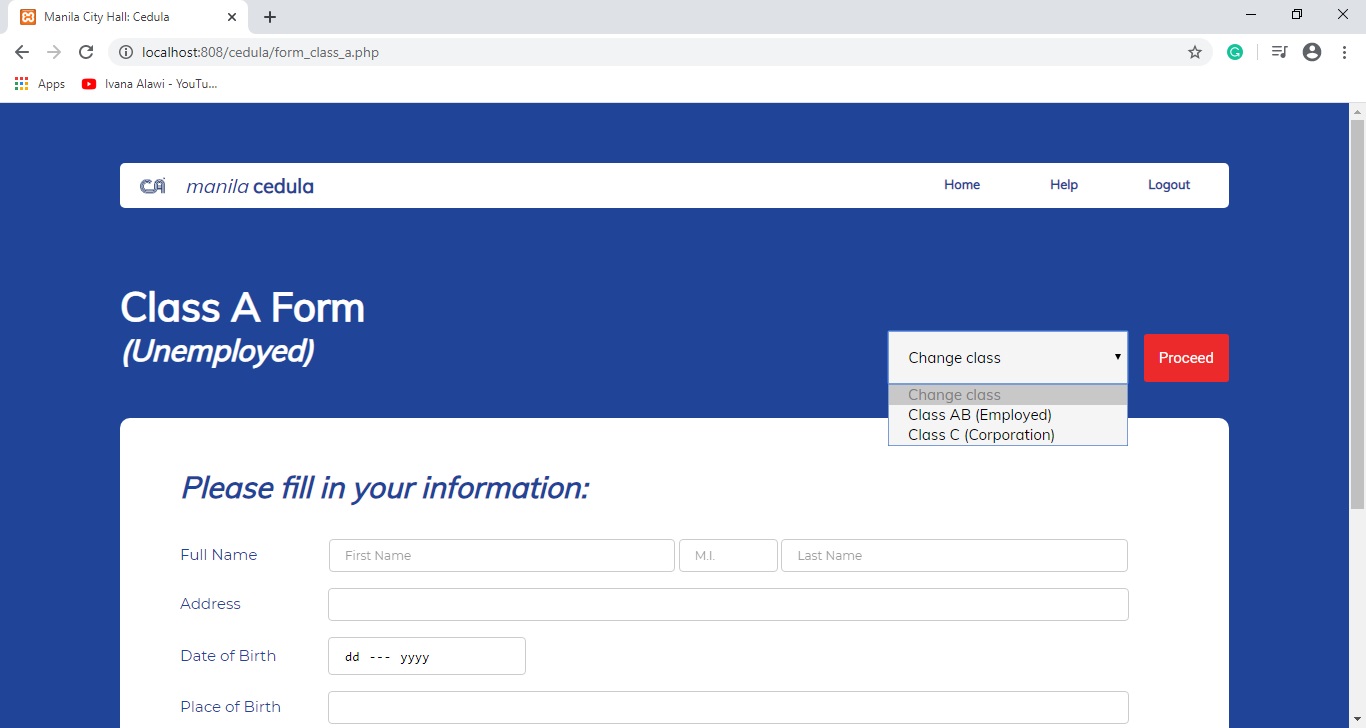 Manila City Hall: Cedula
localhost:808/cedula/form_class_a.php
Apps
Ivana Alawi - YouTu...
manila cedula
Home
Help
Logout
Class A Form
(Unemployed)
Change class
Proceed
Change class
Class AB (Employed)
Class C (Corporation)
Please fill in your information:
Full Name
First Name
M.I.
Last Name
Address
Date of Birth
dd --- yyyy
Place of Birth